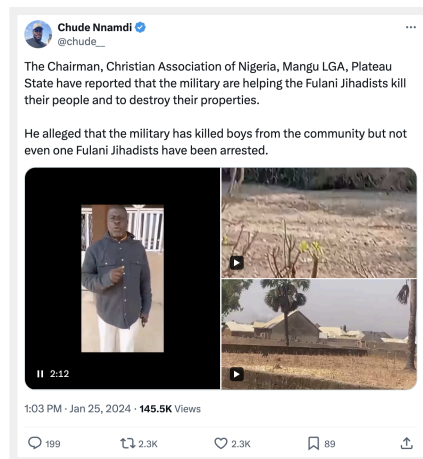 Chude Nnamdi
@chude__
The Chairman, Christian Association of Nigeria, Mangu LGA, Plateau
State have reported that the military are helping the Fulani Jihadists kill
their people and to destroy their properties.
He alleged that the military has killed boys from the community but not
even one Fulani Jihadists have been arrested.
2:12
1:03 PM · Jan 25, 2024 · 145.5K Views
199 2.3K 2.3K 89